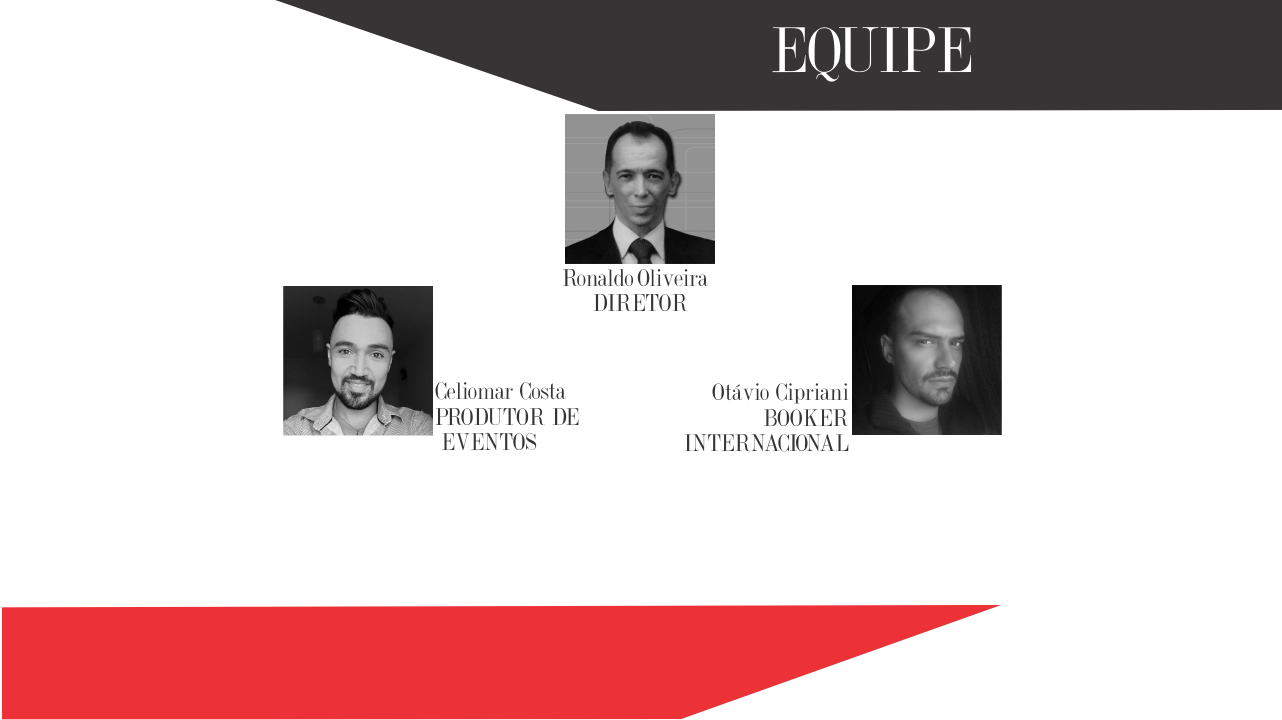 EQUIPE
Ronaldo Oliveira
DIRETOR
Celiomar Costa
PRODUTOR DE
EVENTOS
Otávio Cipriani
BOOKER
INTERNACIONAL